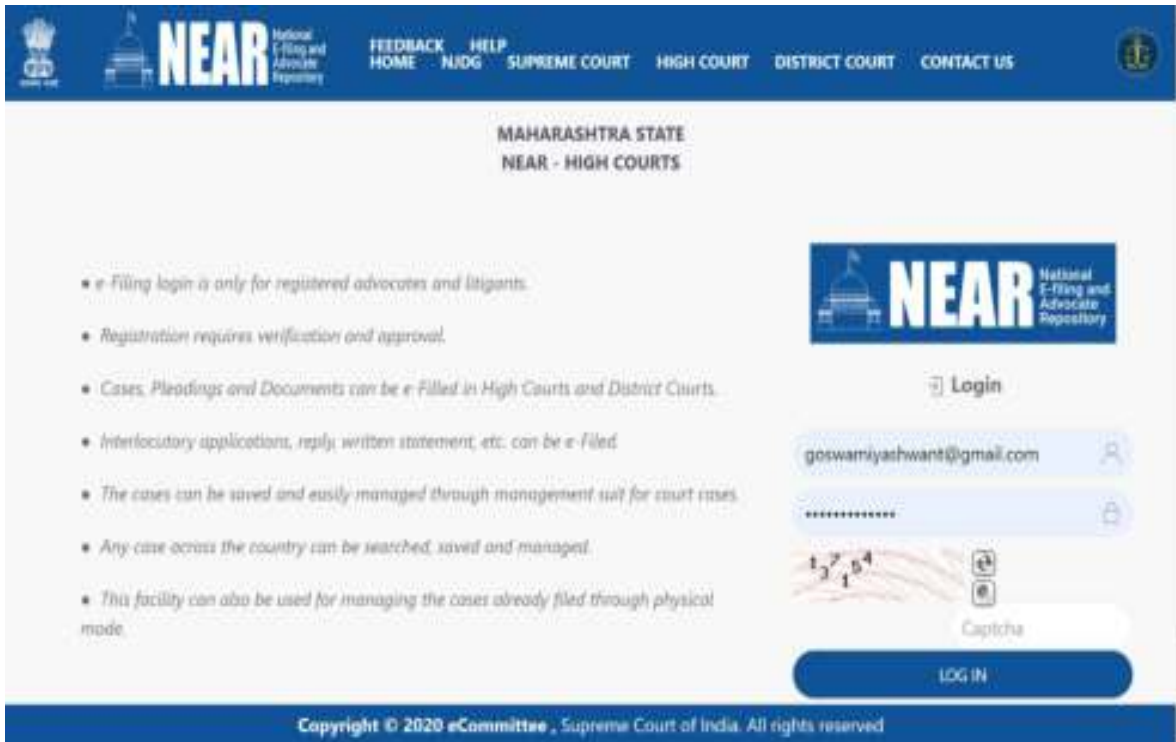 NEAR
National
E-filing and
Advocate
Repository
FEEDBACK HELP
HOME NJDG SUPREME COURT HIGH COURT DISTRICT COURT CONTACT US
MAHARASHTRA STATE
NEAR - HIGH COURTS
• e-Filing login is only for registered advocates and litigants.
• Registration requires verification and approval.
• Cases, Pleadings and Documents can be e-Filled in High Courts and District Courts.
• Interlocutory applications, reply, written statement, etc. can be e-Filed.
• The cases can be saved and easily managed through management suit for court cases.
• Any case across the country can be searched, saved and managed.
• This facility can also be used for managing the cases already filed through physical
mode.
NEAR
National
E-filing and
Advocate
Repository
Login
goswamiyashwant@gmail.com
•••••••••••••
Captcha
LOG IN
Copyright © 2020 eCommittee , Supreme Court of India. All rights reserved